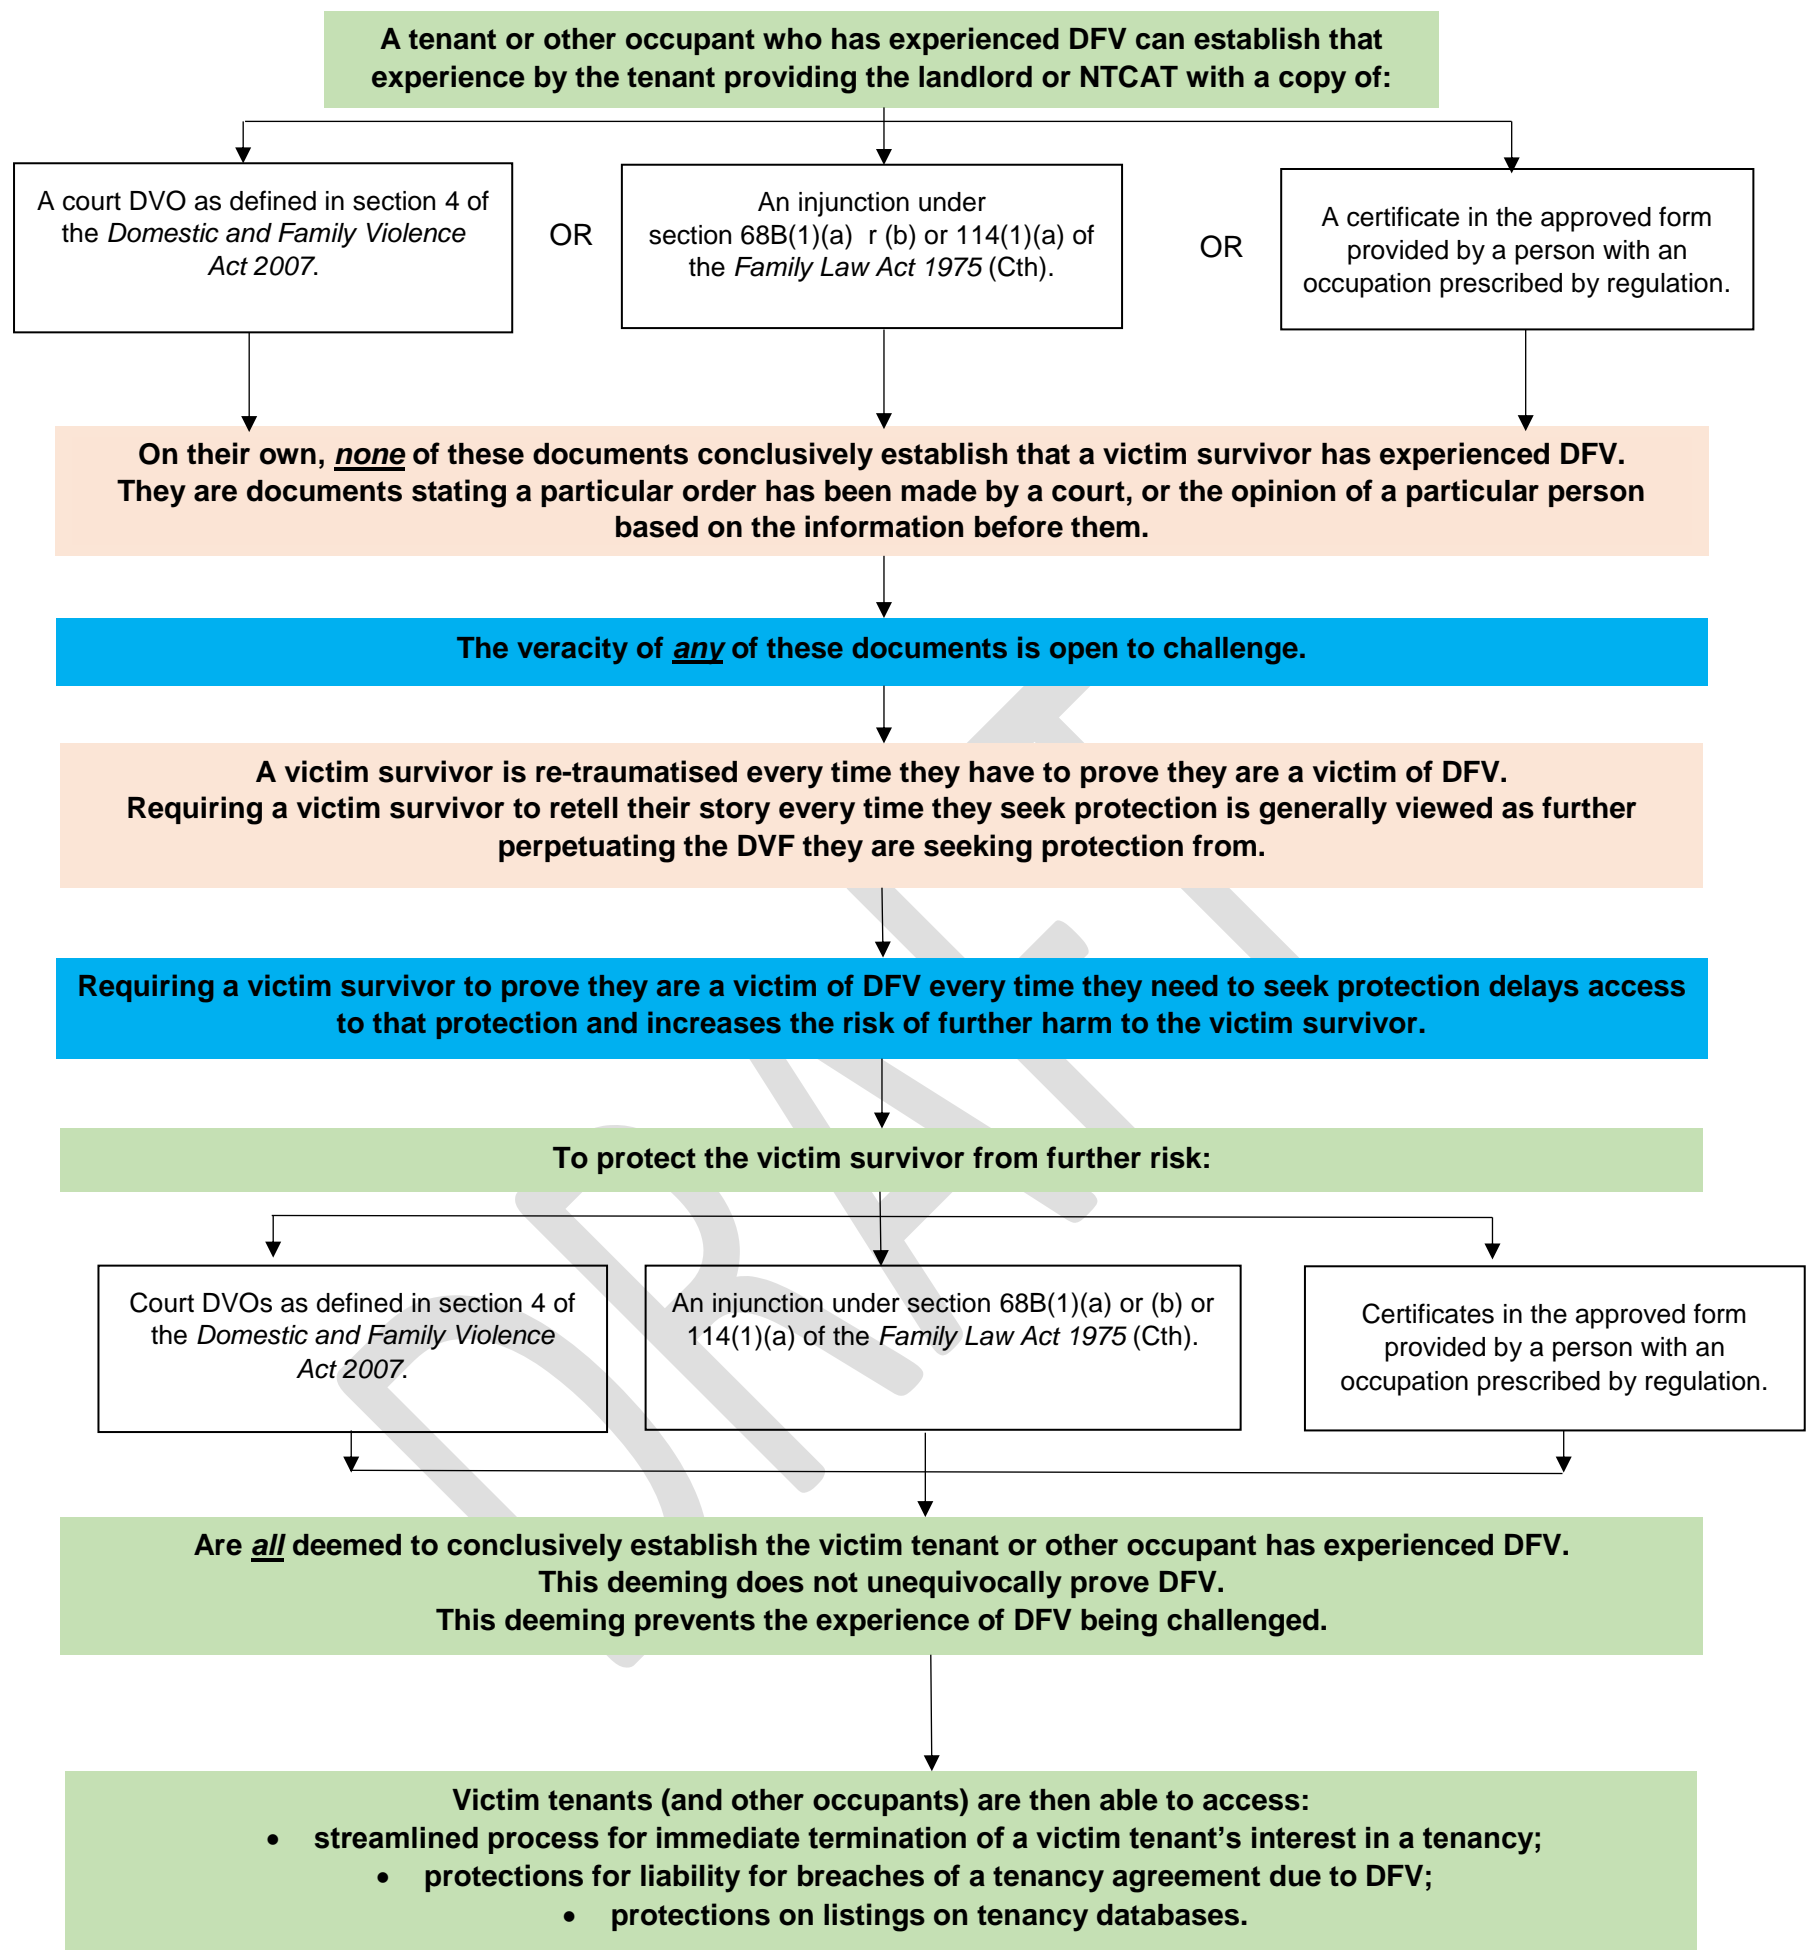 A tenant or other occupant who has experienced DFV can establish that
experience by the tenant providing the landlord or NTCAT with a copy of:
A court DVO as defined in section 4 of
the Domestic and Family Violence
Act 2007.
OR
An injunction under
section 68B(1)(a)  r (b) or 114(1)(a) of
the Family Law Act 1975 (Cth).
OR
A certificate in the approved form
provided by a person with an
occupation prescribed by regulation.
On their own, none of these documents conclusively establish that a victim survivor has experienced DFV.
They are documents stating a particular order has been made by a court, or the opinion of a particular person
based on the information before them.
The veracity of any of these documents is open to challenge.
A victim survivor is re-traumatised every time they have to prove they are a victim of DFV.
Requiring a victim survivor to retell their story every time they seek protection is generally viewed as further
perpetuating the DVF they are seeking protection from.
Requiring a victim survivor to prove they are a victim of DFV every time they need to seek protection delays access
to that protection and increases the risk of further harm to the victim survivor.
To protect the victim survivor from further risk:
Court DVOs as defined in section 4 of
the Domestic and Family Violence
Act 2007.
An injunction under section 68B(1)(a) or (b) or
114(1)(a) of the Family Law Act 1975 (Cth).
Certificates in the approved form
provided by a person with an
occupation prescribed by regulation.
Are all deemed to conclusively establish the victim tenant or other occupant has experienced DFV.
This deeming does not unequivocally prove DFV.
This deeming prevents the experience of DFV being challenged.
Victim tenants (and other occupants) are then able to access:
• streamlined process for immediate termination of a victim tenant’s interest in a tenancy;
• protections for liability for breaches of a tenancy agreement due to DFV;
• protections on listings on tenancy databases.
DRAFT